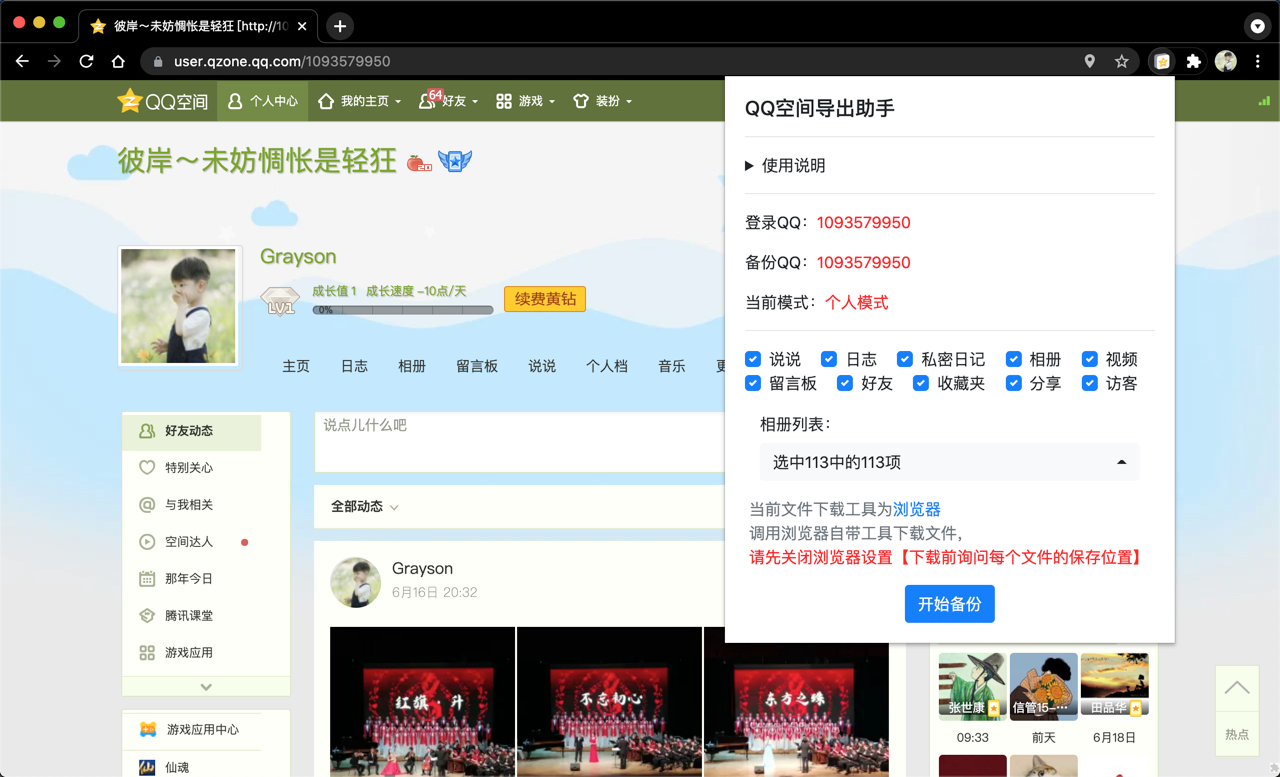 彼岸～未妨惆怅是轻狂 [http://10
user.qzone.qq.com/1093579950
QQ空间
个人中心
我的主页
64
好友
游戏
装扮
彼岸～未妨惆怅是轻狂
Grayson
LV1
成长值 1 成长速度 -10点/天
0%
续费黄钻
主页 日志 相册 留言板 说说 个人档 音乐
好友动态
特别关心
与我相关
空间达人
那年今日
腾讯课堂
游戏应用
游戏应用中心
仙
仙魂
说点儿什么吧
全部动态
Grayson
6月16日 20:32
不忘初心
东方之珠
QQ空间导出助手
使用说明
登录QQ：1093579950
备份QQ：1093579950
当前模式：个人模式
说说 日志 私密日记 相册 视频
留言板 好友 收藏夹 分享 访客
相册列表：
选中113中的113项
当前文件下载工具为浏览器
调用浏览器自带工具下载文件，
请先关闭浏览器设置【下载前询问每个文件的保存位置】
开始备份
张世康 信管15-··· 田品华
09:33 前天 6月18日
热点